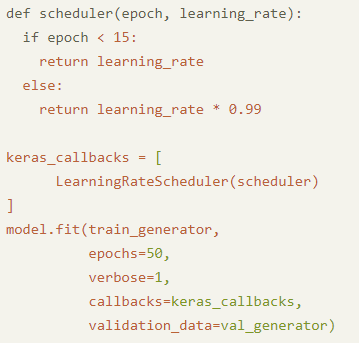 def scheduler(epoch, learning_rate):
  if epoch < 15:
    return learning_rate
  else:
    return learning_rate * 0.99

keras_callbacks = [
      LearningRateScheduler(scheduler)
]
model.fit(train_generator,
          epochs=50,
          verbose=1,
          callbacks=keras_callbacks,
          validation_data=val_generator)